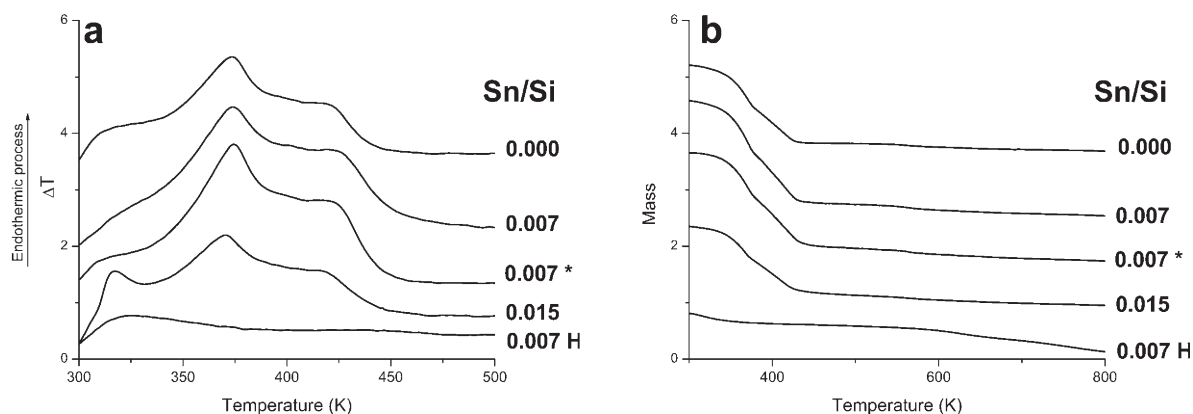 a
6
4
2
0
Endothermic process
ΔT
Sn/Si
0.000
0.007
0.007 *
0.015
0.007 H
300 350 400 450 500
Temperature (K)
b
6
4
2
0
Mass
Sn/Si
0.000
0.007
0.007 *
0.015
0.007 H
400 600 800
Temperature (K)